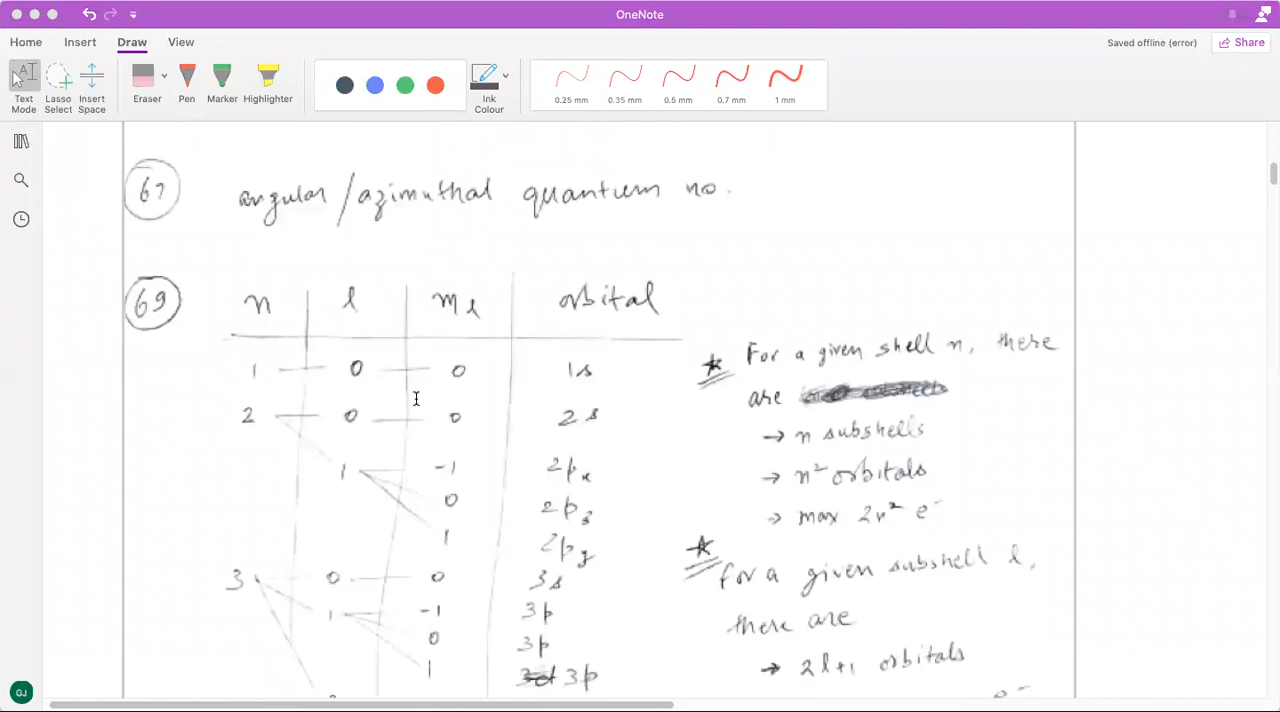 OneNote
Home Insert Draw View
Saved offline (error) Share
Text Mode Lasso Select Insert Space Eraser Pen Marker Highlighter Ink Colour 0.25 mm 0.35 mm 0.5 mm 0.7 mm 1 mm
67 angular/azimuthal quantum no.
69 n l ml orbital
1 0 0 1s
2 0 0 2s
1 -1 2px
0 2pz
1 2py
3 0 0 3s
1 -1 3p
0 3p
1 3p
* For a given shell n, there
are
→ n subshells
→ n² orbitals
→ max 2n² e-
* for a given subshell l,
there are
→ 2l+1 orbitals
e-
GJ